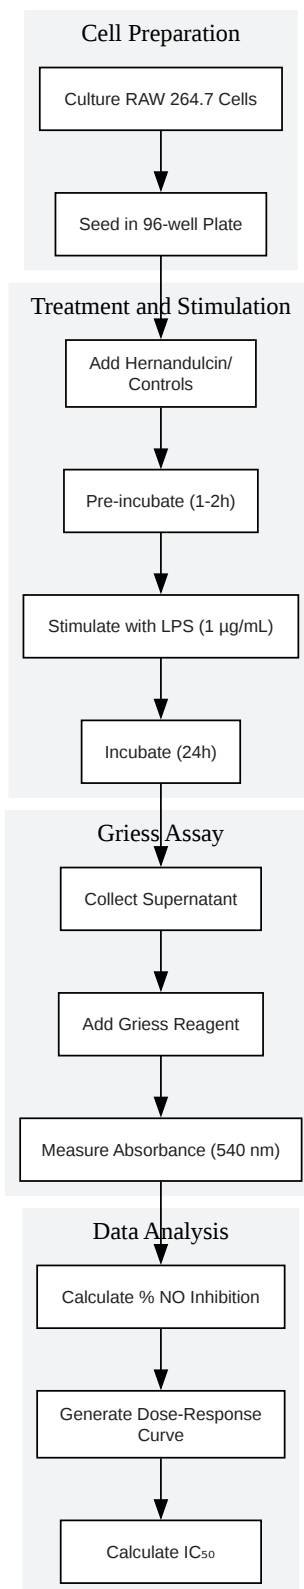 Cell Preparation
Culture RAW 264.7 Cells
Seed in 96-well Plate
Treatment and Stimulation
Add Hernandulcin/
Controls
Pre-incubate (1-2h)
Stimulate with LPS (1 µg/mL)
Incubate (24h)
Griess Assay
Collect Supernatant
Add Griess Reagent
Measure Absorbance (540 nm)
Data Analysis
Calculate % NO Inhibition
Generate Dose-Response
Curve
Calculate IC₅₀